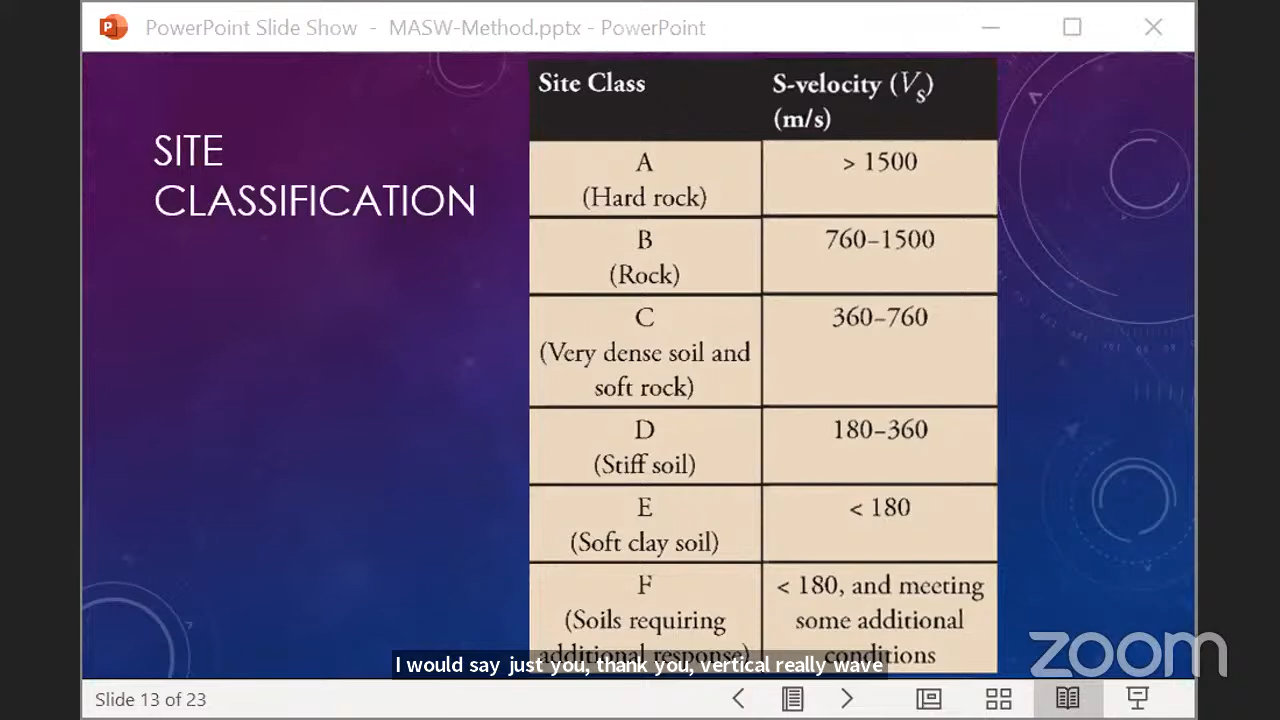 PowerPoint Slide Show - MASW-Method.pptx - PowerPoint
SITE
CLASSIFICATION
Site Class
S-velocity (Vs)
(m/s)
A
(Hard rock)
> 1500
B
(Rock)
760–1500
C
(Very dense soil and
soft rock)
360–760
D
(Stiff soil)
180–360
E
(Soft clay soil)
< 180
F
(Soils requiring
additional response)
< 180, and meeting
some additional
conditions
I would say just you, thank you, vertical really wave
zoom
Slide 13 of 23